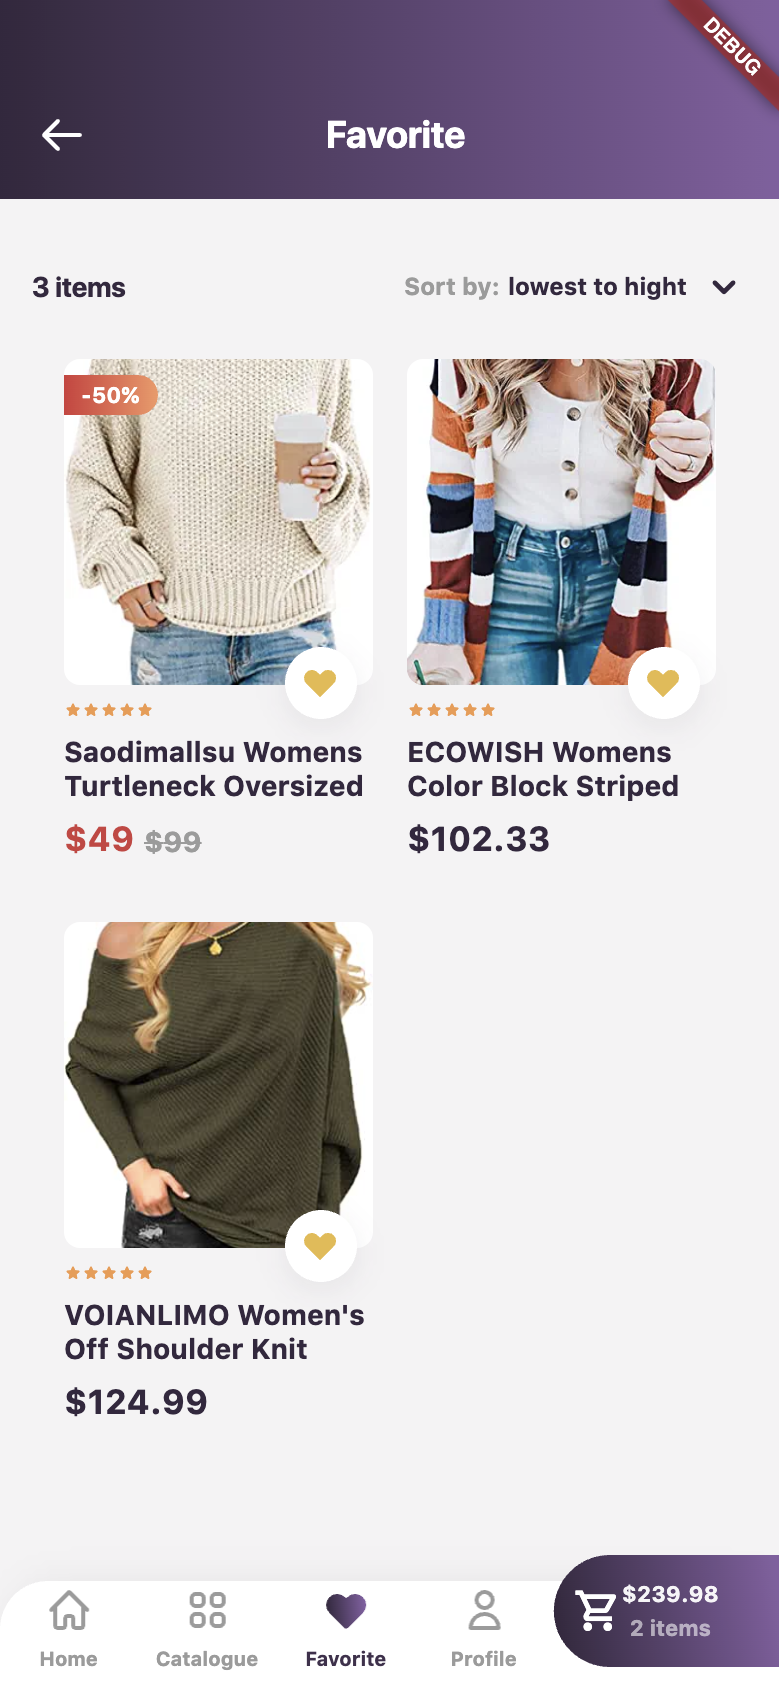 DEBUG
Favorite
3 items
Sort by: lowest to hight
-50%
Saodimallsu Womens
Turtleneck Oversized
$49 $99
ECOWISH Womens
Color Block Striped
$102.33
VOIANLIMO Women's
Off Shoulder Knit
$124.99
Home
Catalogue
Favorite
Profile
$239.98
2 items